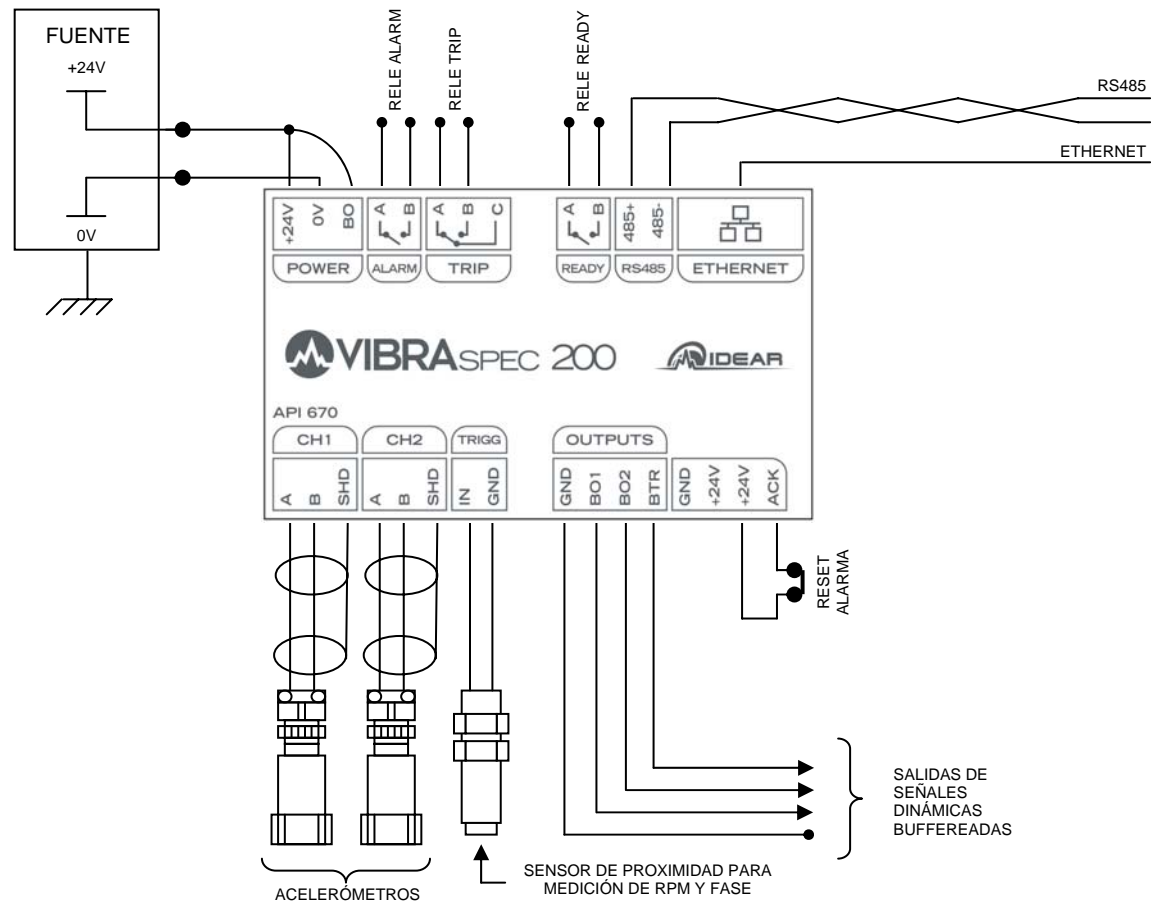 FUENTE
+24V
0V
RELE ALARM
RELE TRIP
RELE READY
RS485
ETHERNET
+24V
0V
BO
A
B
A
B
C
A
B
485+
485-
POWER
ALARM
TRIP
READY
RS485
ETHERNET
VIBRASPEC 200
IDEAR
API 670
CH1
CH2
TRIGG
OUTPUTS
A
B
SHD
A
B
SHD
IN
GND
GND
BO1
BO2
BTR
GND
+24V
+24V
ACK
RESET
ALARMA
SALIDAS DE
SEÑALES
DINÁMICAS
BUFFEREADAS
SENSOR DE PROXIMIDAD PARA
MEDICIÓN DE RPM Y FASE
ACELERÓMETROS